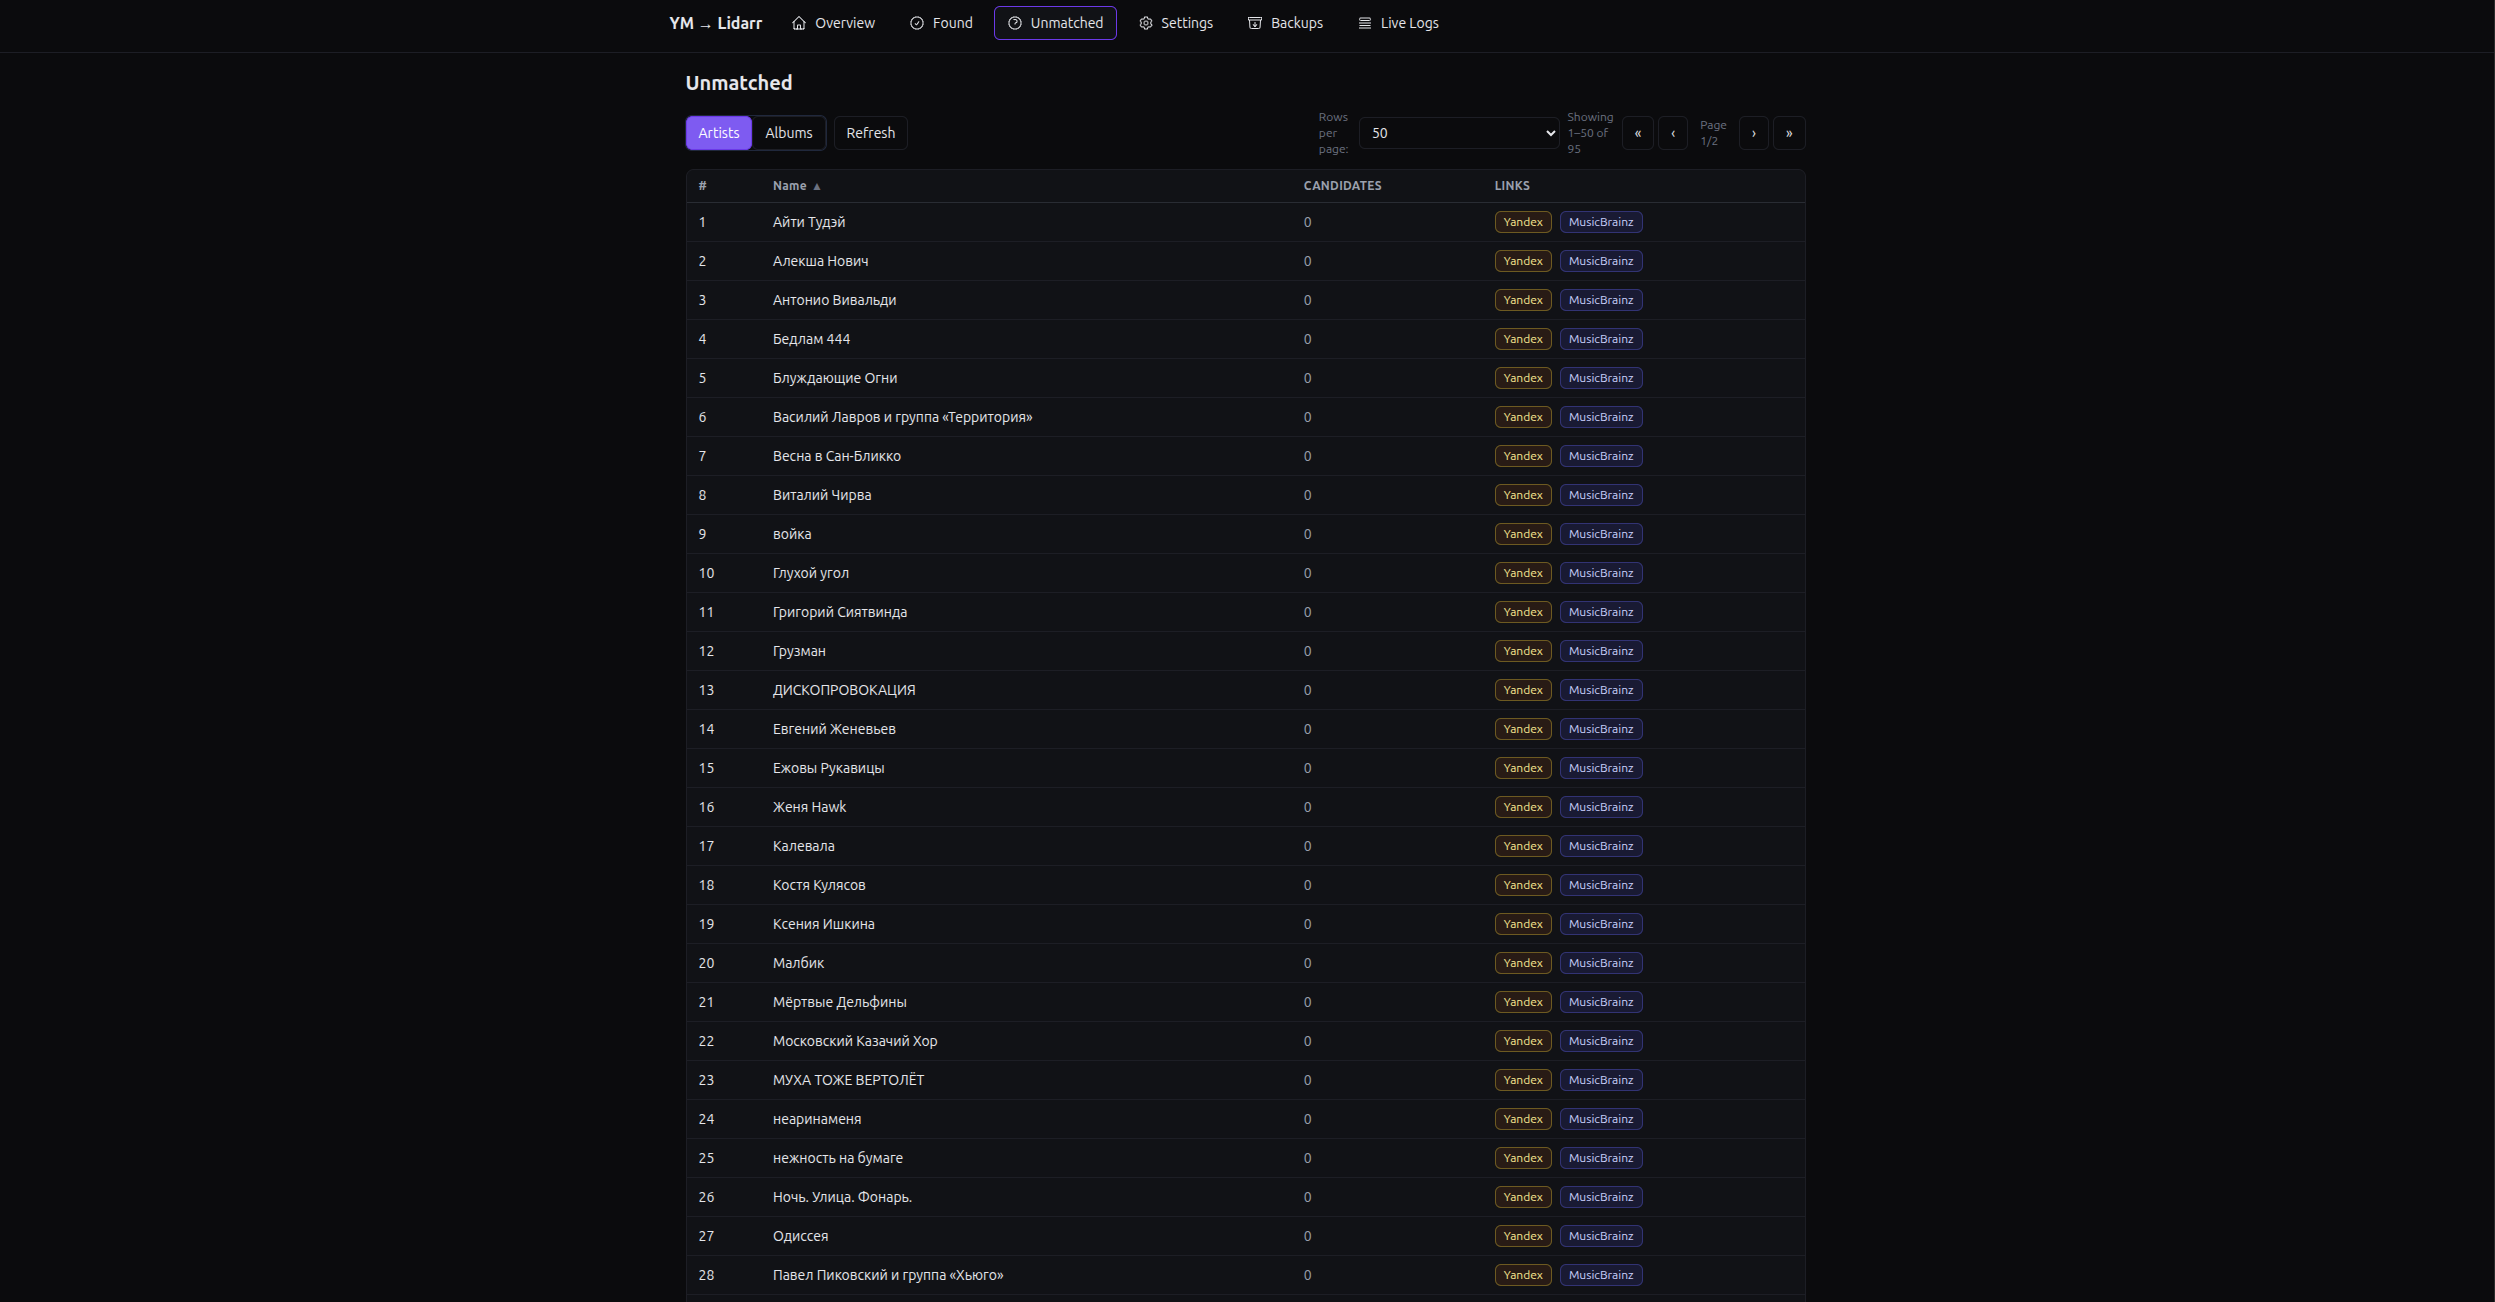 YM → Lidarr Overview Found Unmatched Settings Backups Live Logs
Unmatched
Artists Albums Refresh
Rows per page: 50 Showing 1–50 of 95 « ‹ Page 1/2 › »
# Name ▲ CANDIDATES LINKS
1 Айти Тудэй 0 Yandex MusicBrainz
2 Алекша Нович 0 Yandex MusicBrainz
3 Антонио Вивальди 0 Yandex MusicBrainz
4 Бедлам 444 0 Yandex MusicBrainz
5 Блуждающие Огни 0 Yandex MusicBrainz
6 Василий Лавров и группа «Территория» 0 Yandex MusicBrainz
7 Весна в Сан-Бликко 0 Yandex MusicBrainz
8 Виталий Чирва 0 Yandex MusicBrainz
9 войка 0 Yandex MusicBrainz
10 Глухой угол 0 Yandex MusicBrainz
11 Григорий Сиятвинда 0 Yandex MusicBrainz
12 Грузман 0 Yandex MusicBrainz
13 ДИСКОПРОВОКАЦИЯ 0 Yandex MusicBrainz
14 Евгений Женевьев 0 Yandex MusicBrainz
15 Ежовы Рукавицы 0 Yandex MusicBrainz
16 Женя Hawk 0 Yandex MusicBrainz
17 Калевала 0 Yandex MusicBrainz
18 Костя Кулясов 0 Yandex MusicBrainz
19 Ксения Ишкина 0 Yandex MusicBrainz
20 Малбик 0 Yandex MusicBrainz
21 Мёртвые Дельфины 0 Yandex MusicBrainz
22 Московский Казачий Хор 0 Yandex MusicBrainz
23 МУХА ТОЖЕ ВЕРТОЛЁТ 0 Yandex MusicBrainz
24 неаринаменя 0 Yandex MusicBrainz
25 нежность на бумаге 0 Yandex MusicBrainz
26 Ночь. Улица. Фонарь. 0 Yandex MusicBrainz
27 Одиссея 0 Yandex MusicBrainz
28 Павел Пиковский и группа «Хьюго» 0 Yandex MusicBrainz